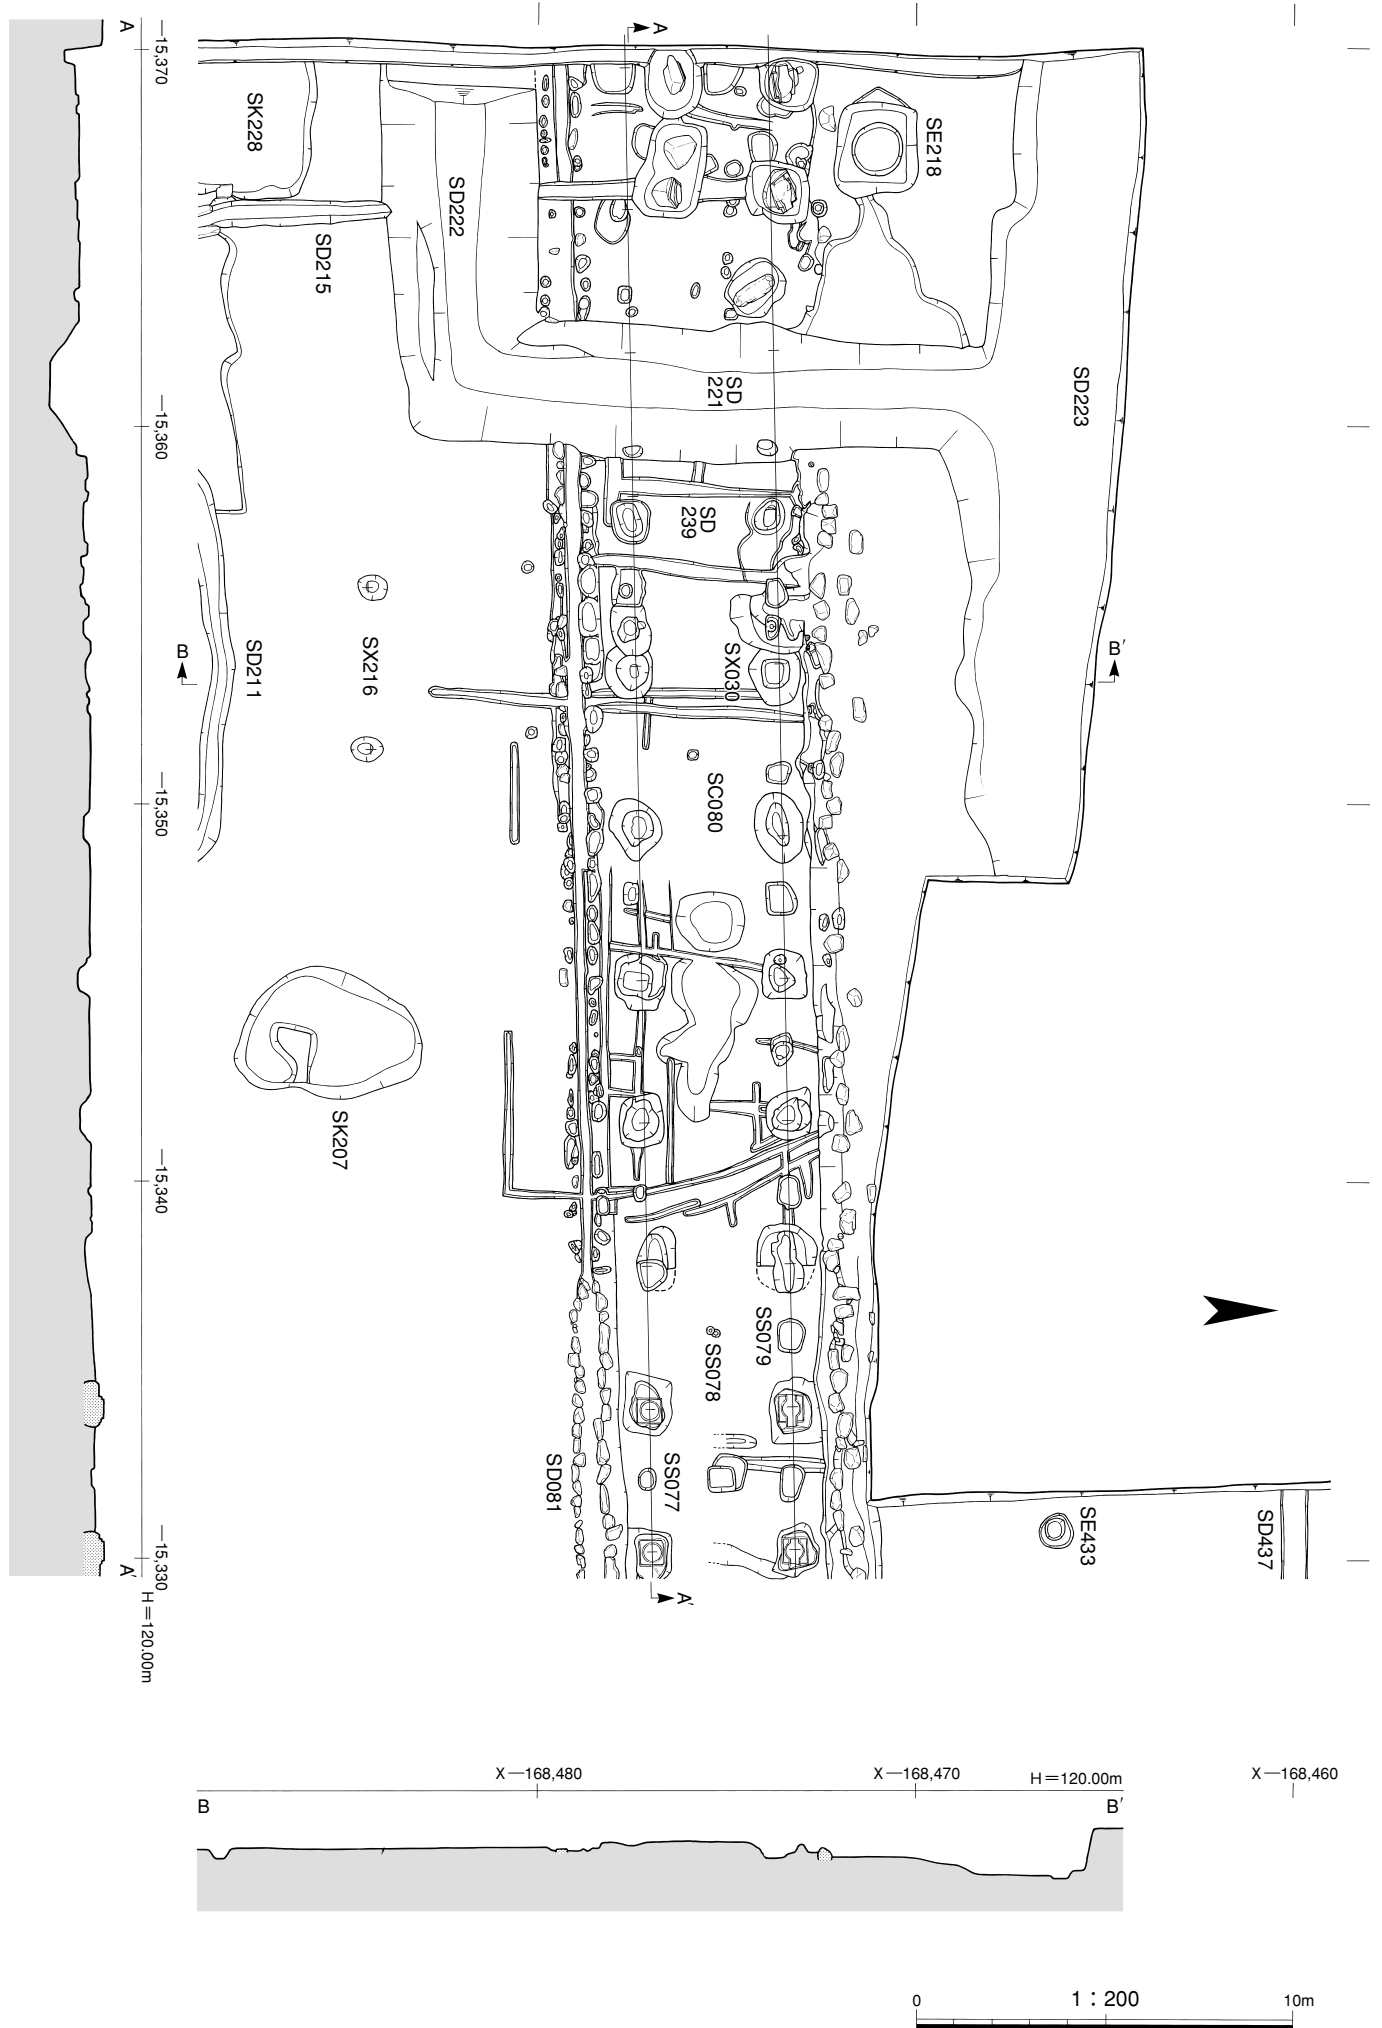 A
—15,370
A
SK228
SE218
SD222
SD215
SD223
SD
221
—15,360
SD
239
B
SD211
SX216
SX030
B′
SC080
—15,350
SK207
—15,340
SS079
SS078
SD081
SS077
SE433
SD437
—15,330
A′
A′
H＝120.00m
X—168,480
X—168,470
H＝120.00m
X—168,460
B
B′
1：200
0
10m